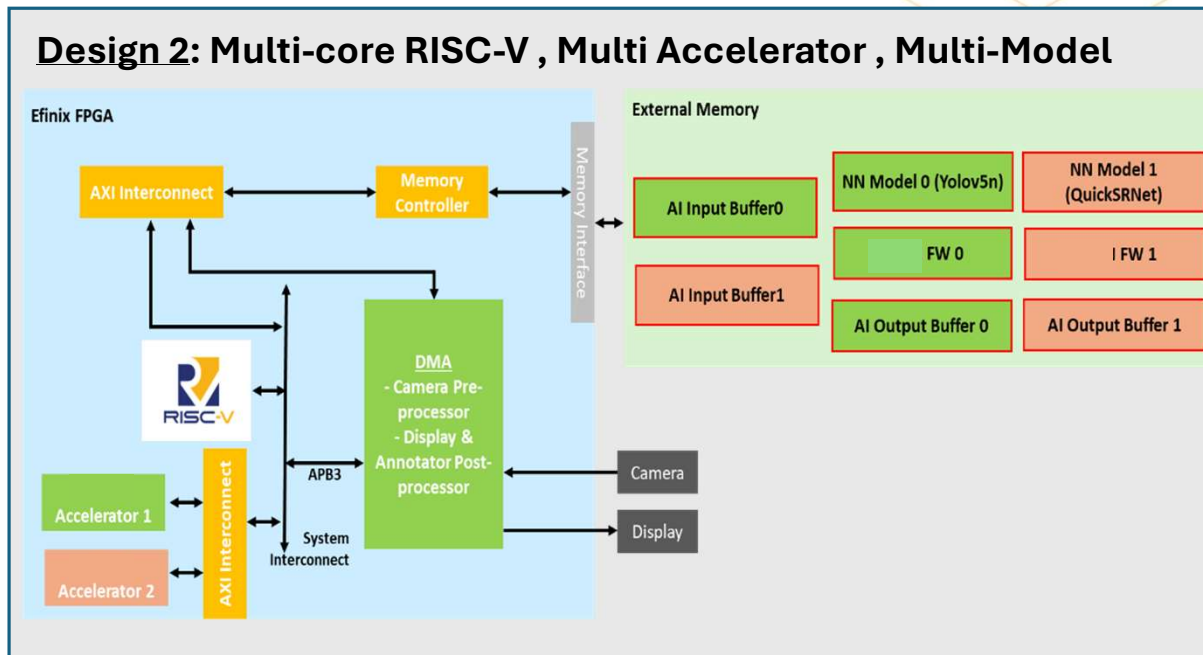 Design 2: Multi-core RISC-V , Multi Accelerator , Multi-Model
Efinix FPGA
AXI Interconnect
Memory
Controller
Memory Interface
RISC-V
DMA
- Camera Pre-
processor
- Display &
Annotator Post-
processor
APB3
System
Interconnect
Accelerator 1
Accelerator 2
AXI Interconnect
Camera
Display
External Memory
AI Input Buffer0
AI Input Buffer1
NN Model 0 (Yolov5n)
FW 0
AI Output Buffer 0
NN Model 1
(QuickSRNet)
I FW 1
AI Output Buffer 1